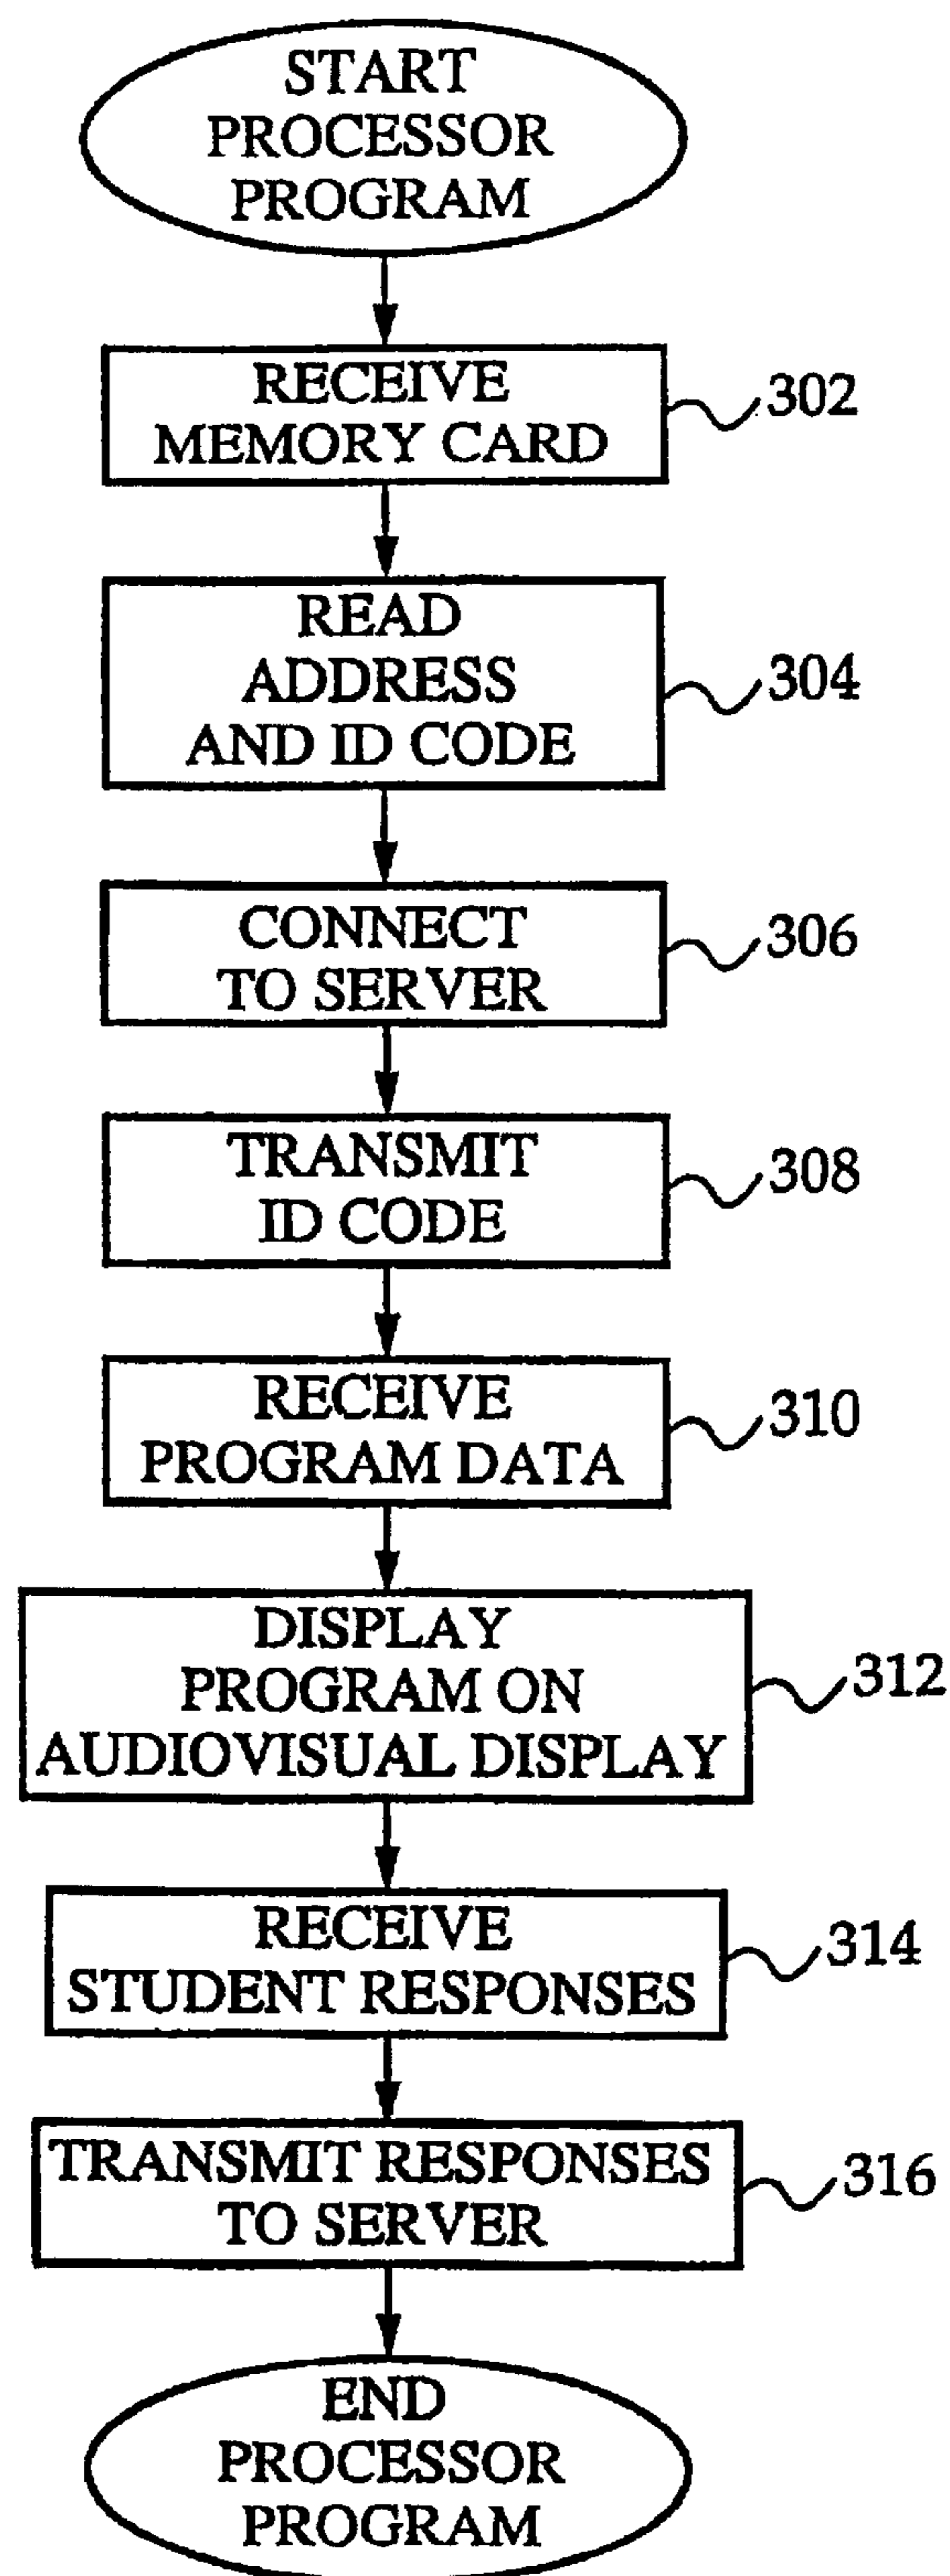 START
PROCESSOR
PROGRAM
RECEIVE
MEMORY CARD
302
READ
ADDRESS
AND ID CODE
304
CONNECT
TO SERVER
306
TRANSMIT
ID CODE
308
RECEIVE
PROGRAM DATA
310
DISPLAY
PROGRAM ON
AUDIOVISUAL DISPLAY
312
RECEIVE
STUDENT RESPONSES
314
TRANSMIT RESPONSES
TO SERVER
316
END
PROCESSOR
PROGRAM